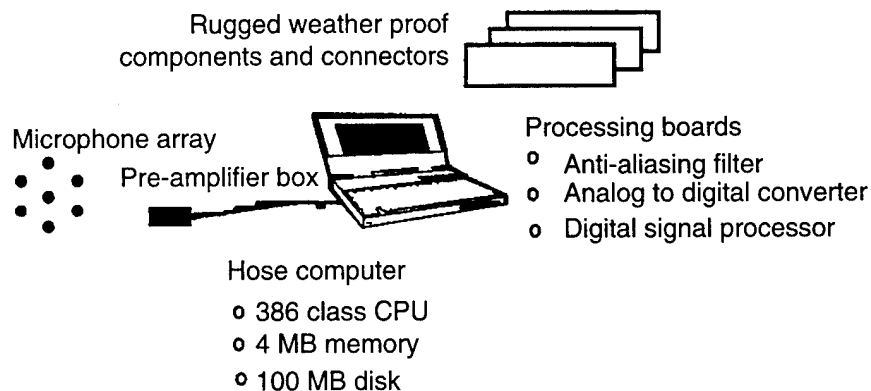 Rugged weather proof
components and connectors
Microphone array
Pre-amplifier box
Processing boards
o Anti-aliasing filter
o Analog to digital converter
o Digital signal processor
Hose computer
o 386 class CPU
o 4 MB memory
o 100 MB disk